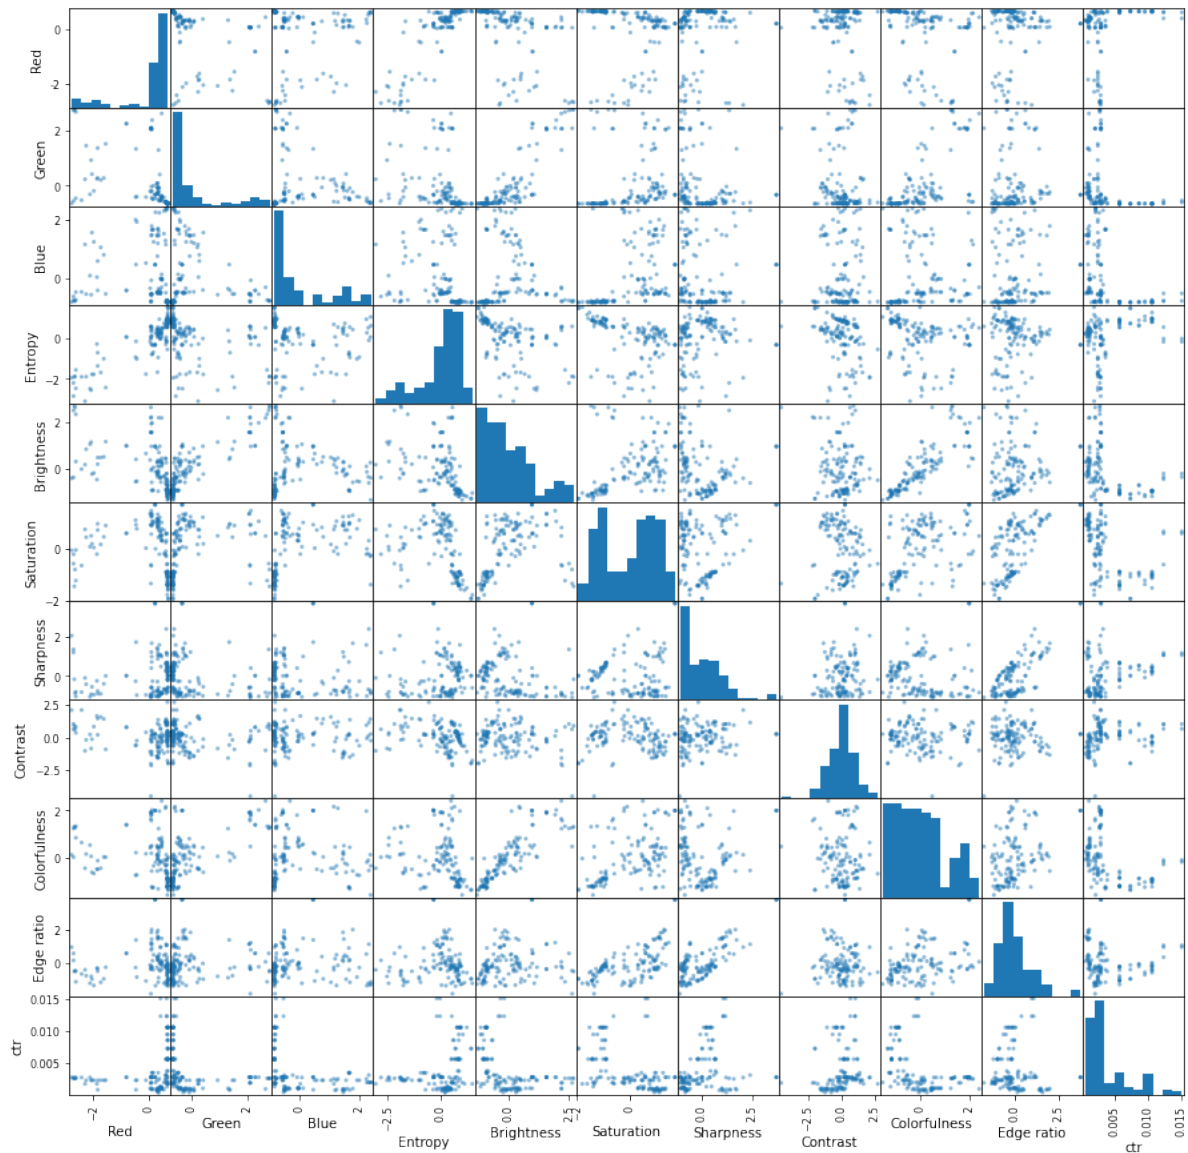 Red
0
−2
Green
2
0
Blue
2
0
Entropy
0
−2
Brightness
2
0
Saturation
0
−2
Sharpness
2
0
Contrast
2.5
0.0
−2.5
Colorfulness
2
0
Edge ratio
2
0
ctr
0.015
0.010
0.005
−2 0 0 0 2 −2.5 0.0 0.0 2.5 0 0.0 2.5 −2.5 0.0 2.5 0 2 0.0 2.5 0.005 0.010 0.015
Red Green Blue Entropy Brightness Saturation Sharpness Contrast Colorfulness Edge ratio ctr